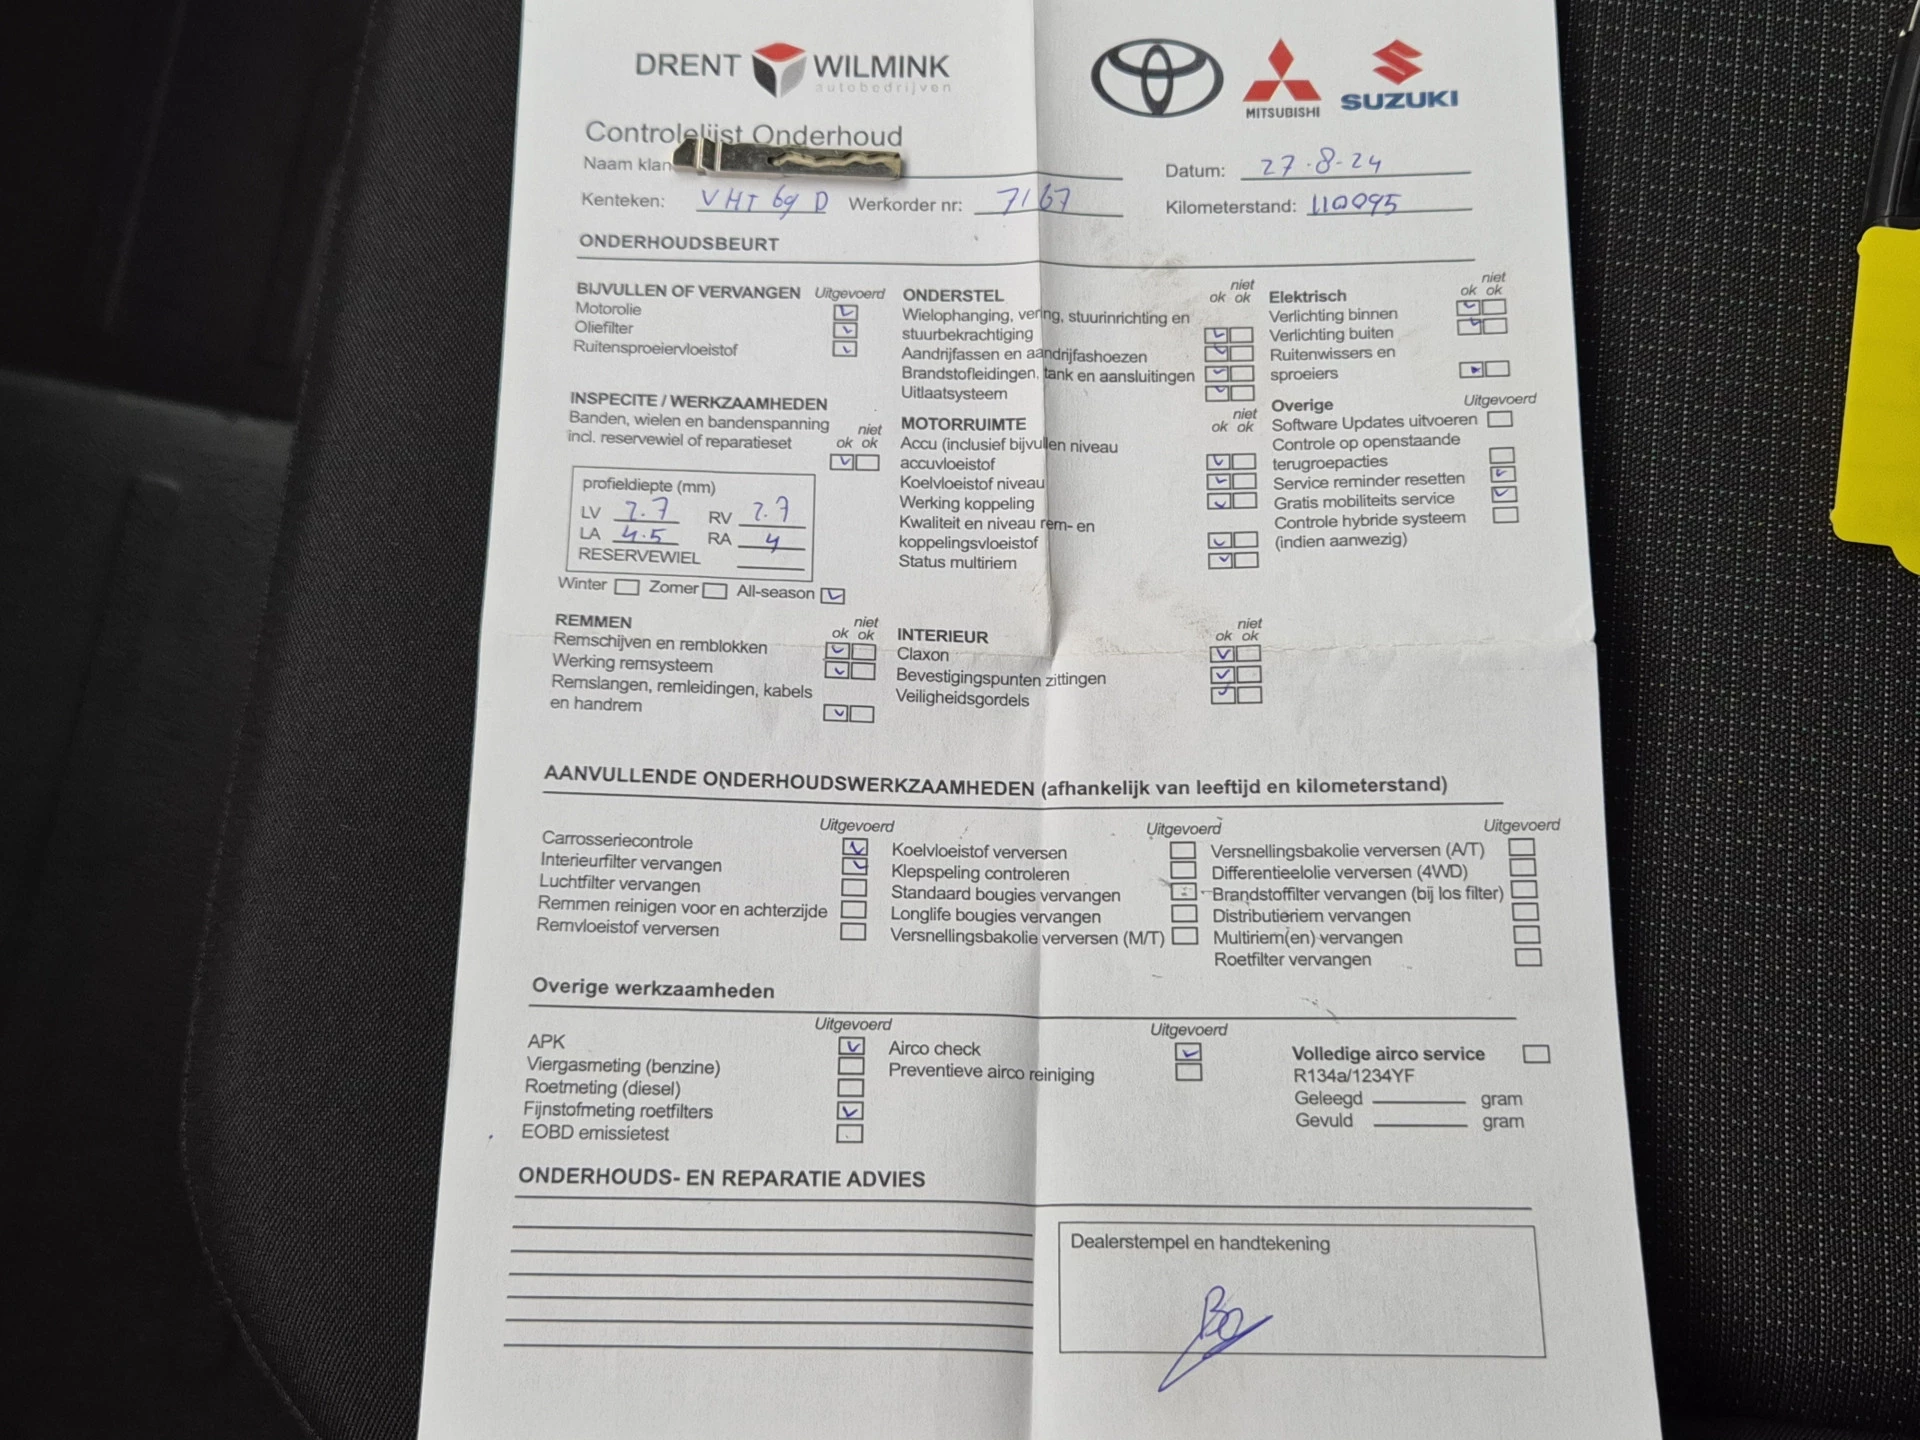 DRENT WILMINK
autobedrijven
MITSUBISHI
SUZUKI
Controlelijst Onderhoud
Naam klan
Datum: 27-8-24
Kenteken: VHT 69 D Werkorder nr: 7167
Kilometerstand: 110095
ONDERHOUDSBEURT
BIJVULLEN OF VERVANGEN Uitgevoerd
Motorolie
Oliefilter
Ruitensproeiervloeistof
INSPECITE / WERKZAAMHEDEN
Banden, wielen en bandenspanning
incl. reservewiel of reparatieset
niet
ok ok
profieldiepte (mm)
LV 7.7 RV 7.7
LA 4.5 RA 4
RESERVEWIEL
Winter Zomer All-season
REMMEN
niet
ok ok
Remschijven en remblokken
Werking remsysteem
Remslangen, remleidingen, kabels
en handrem
ONDERSTEL
niet
ok ok
Wielophanging, vering, stuurinrichting en
stuurbekrachtiging
Aandrijfassen en aandrijfashoezen
Brandstofleidingen, tank en aansluitingen
Uitlaatsysteem
MOTORRUIMTE
niet
ok ok
Accu (inclusief bijvullen niveau
accuvloeistof
Koelvloeistof niveau
Werking koppeling
Kwaliteit en niveau rem- en
koppelingsvloeistof
Status multiriem
INTERIEUR
niet
ok ok
Claxon
Bevestigingspunten zittingen
Veiligheidsgordels
Elektrisch
niet
ok ok
Verlichting binnen
Verlichting buiten
Ruitenwissers en
sproeiers
Overige Uitgevoerd
Software Updates uitvoeren
Controle op openstaande
terugroepacties
Service reminder resetten
Gratis mobiliteits service
Controle hybride systeem
(indien aanwezig)
AANVULLENDE ONDERHOUDSWERKZAAMHEDEN (afhankelijk van leeftijd en kilometerstand)
Uitgevoerd
Carrosseriecontrole
Interieurfilter vervangen
Luchtfilter vervangen
Remmen reinigen voor en achterzijde
Remvloeistof verversen
Uitgevoerd
Koelvloeistof verversen
Klepspeling controleren
Standaard bougies vervangen
Longlife bougies vervangen
Versnellingsbakolie verversen (M/T)
Uitgevoerd
Versnellingsbakolie verversen (A/T)
Differentieelolie verversen (4WD)
Brandstoffilter vervangen (bij los filter)
Distributieriem vervangen
Multiriem(en) vervangen
Roetfilter vervangen
Overige werkzaamheden
Uitgevoerd
APK
Viergasmeting (benzine)
Roetmeting (diesel)
Fijnstofmeting roetfilters
EOBD emissietest
Uitgevoerd
Airco check
Preventieve airco reiniging
Volledige airco service
R134a/1234YF
Geleegd gram
Gevuld gram
ONDERHOUDS- EN REPARATIE ADVIES
Dealerstempel en handtekening